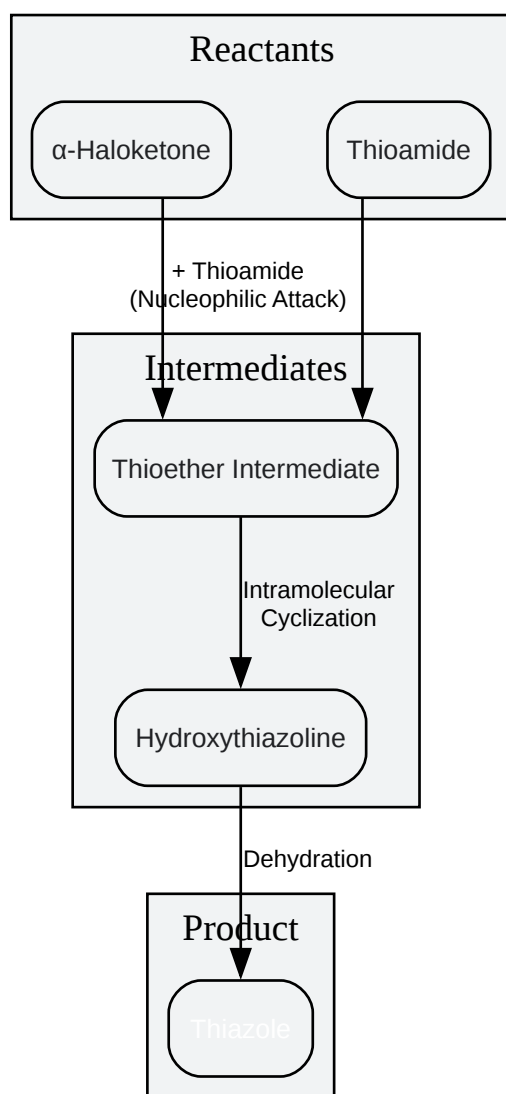 Reactants
α-Haloketone
Thioamide
+ Thioamide
(Nucleophilic Attack)
Intermediates
Thioether Intermediate
Intramolecular
Cyclization
Hydroxythiazoline
Dehydration
Product
Thiazole